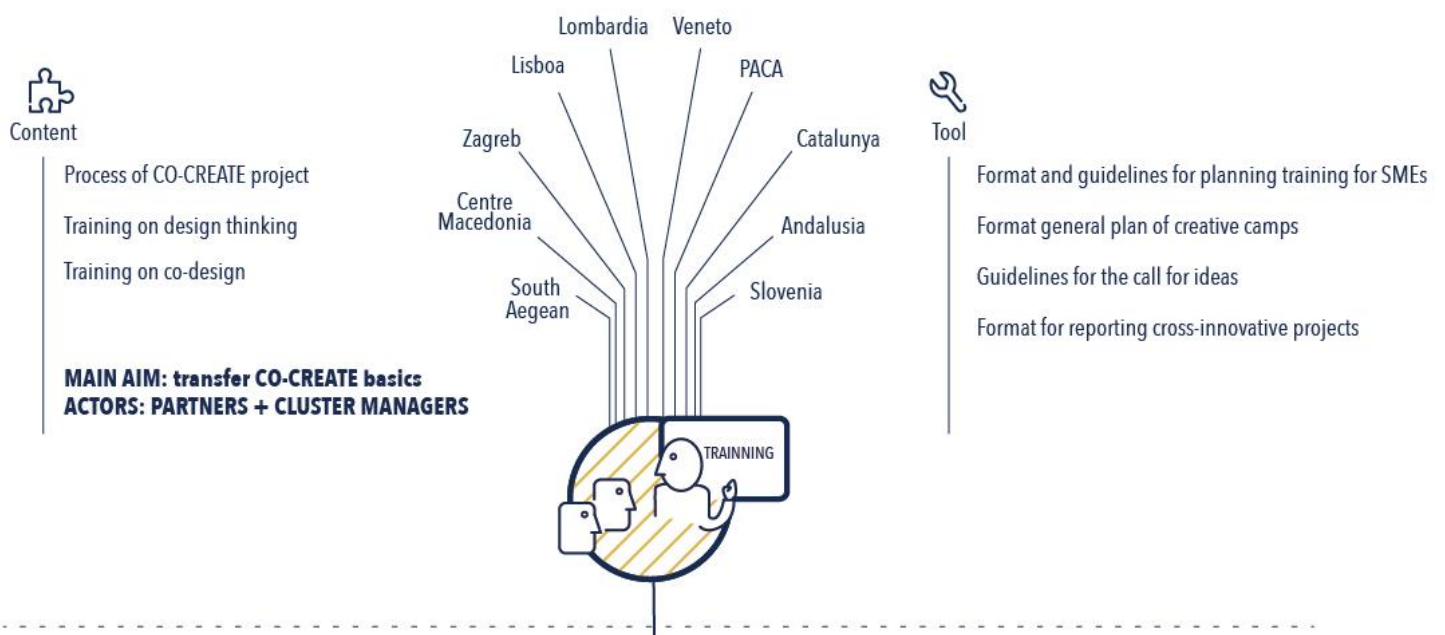 Content
Process of CO-CREATE project
Training on design thinking
Training on co-design
MAIN AIM: transfer CO-CREATE basics
ACTORS: PARTNERS + CLUSTER MANAGERS
Lombardia
Veneto
Lisboa
PACA
Zagreb
Catalunya
Centre
Macedonia
Andalusia
South
Aegean
Slovenia
TRAINNING
Tool
Format and guidelines for planning training for SMEs
Format general plan of creative camps
Guidelines for the call for ideas
Format for reporting cross-innovative projects